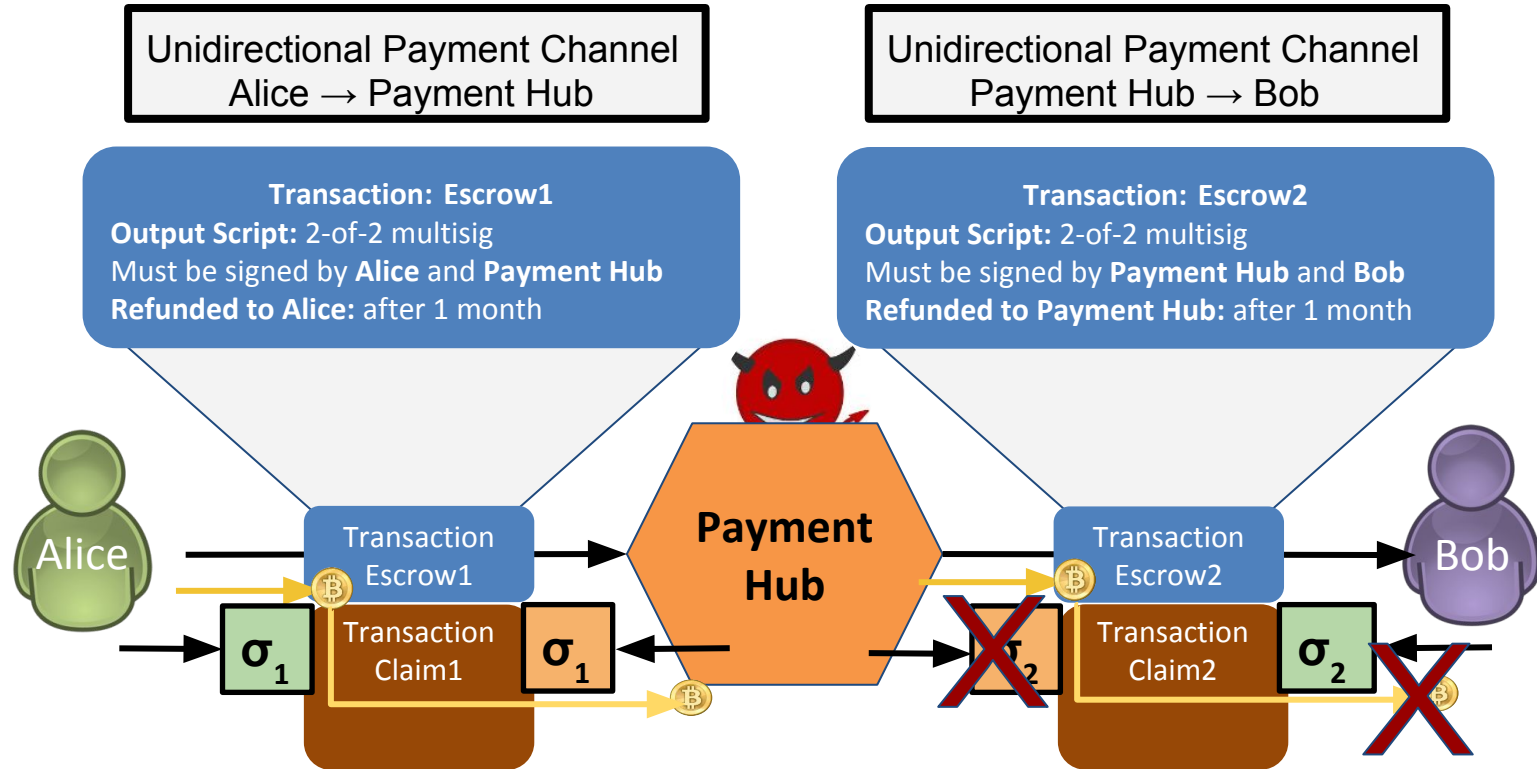 Unidirectional Payment Channel
Alice → Payment Hub
Unidirectional Payment Channel
Payment Hub → Bob
Transaction: Escrow1
Output Script: 2-of-2 multisig
Must be signed by Alice and Payment Hub
Refunded to Alice: after 1 month
Transaction: Escrow2
Output Script: 2-of-2 multisig
Must be signed by Payment Hub and Bob
Refunded to Payment Hub: after 1 month
Alice
Transaction
Escrow1
Payment
Hub
Transaction
Escrow2
Bob
σ1
Transaction
Claim1
σ1
σ2
Transaction
Claim2
σ2